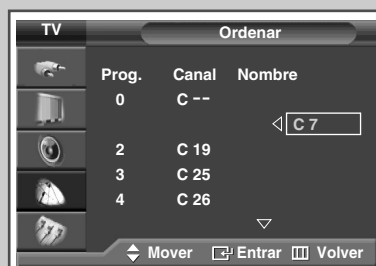 TV Ordenar
Prog. Canal Nombre
0 C --
C 7
2 C 19
3 C 25
4 C 26
Mover Entrar Volver